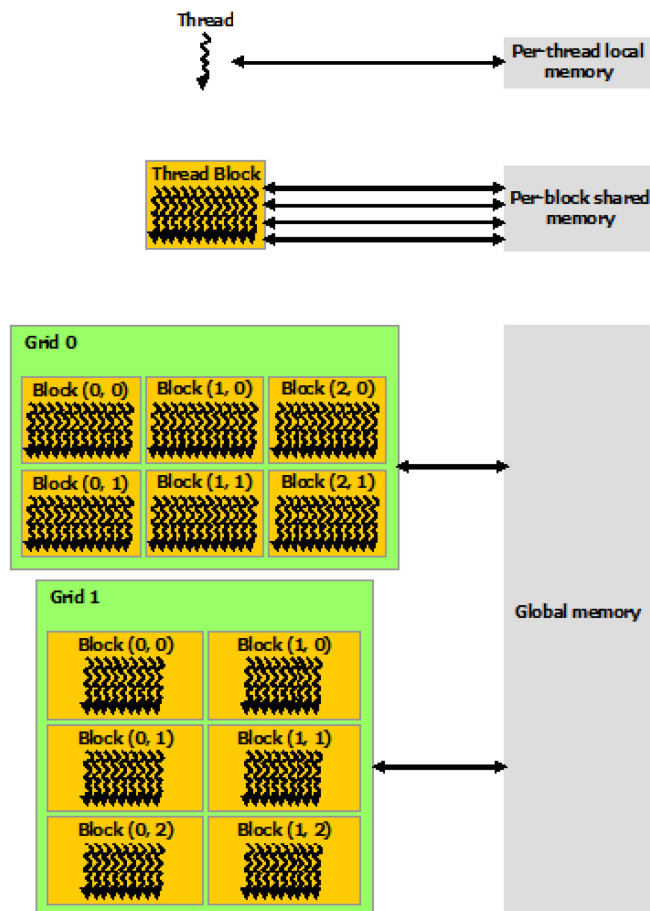 Thread
Per-thread local
memory
Thread Block
Per-block shared
memory
Grid 0
Block (0, 0)
Block (1, 0)
Block (2, 0)
Block (0, 1)
Block (1, 1)
Block (2, 1)
Grid 1
Global memory
Block (0, 0)
Block (1, 0)
Block (0, 1)
Block (1, 1)
Block (0, 2)
Block (1, 2)